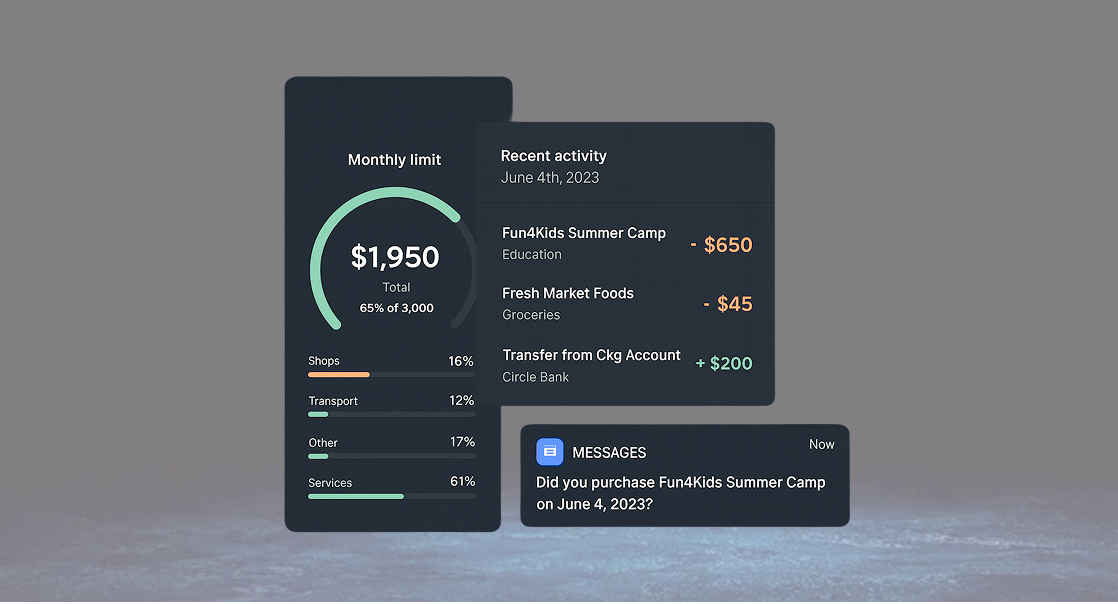 Monthly limit
$1,950
Total
65% of 3,000
Shops 16%
Transport 12%
Other 17%
Services 61%
Recent activity
June 4th, 2023
Fun4Kids Summer Camp
Education
- $650
Fresh Market Foods
Groceries
- $45
Transfer from Ckg Account
Circle Bank
+ $200
MESSAGES Now
Did you purchase Fun4Kids Summer Camp
on June 4, 2023?